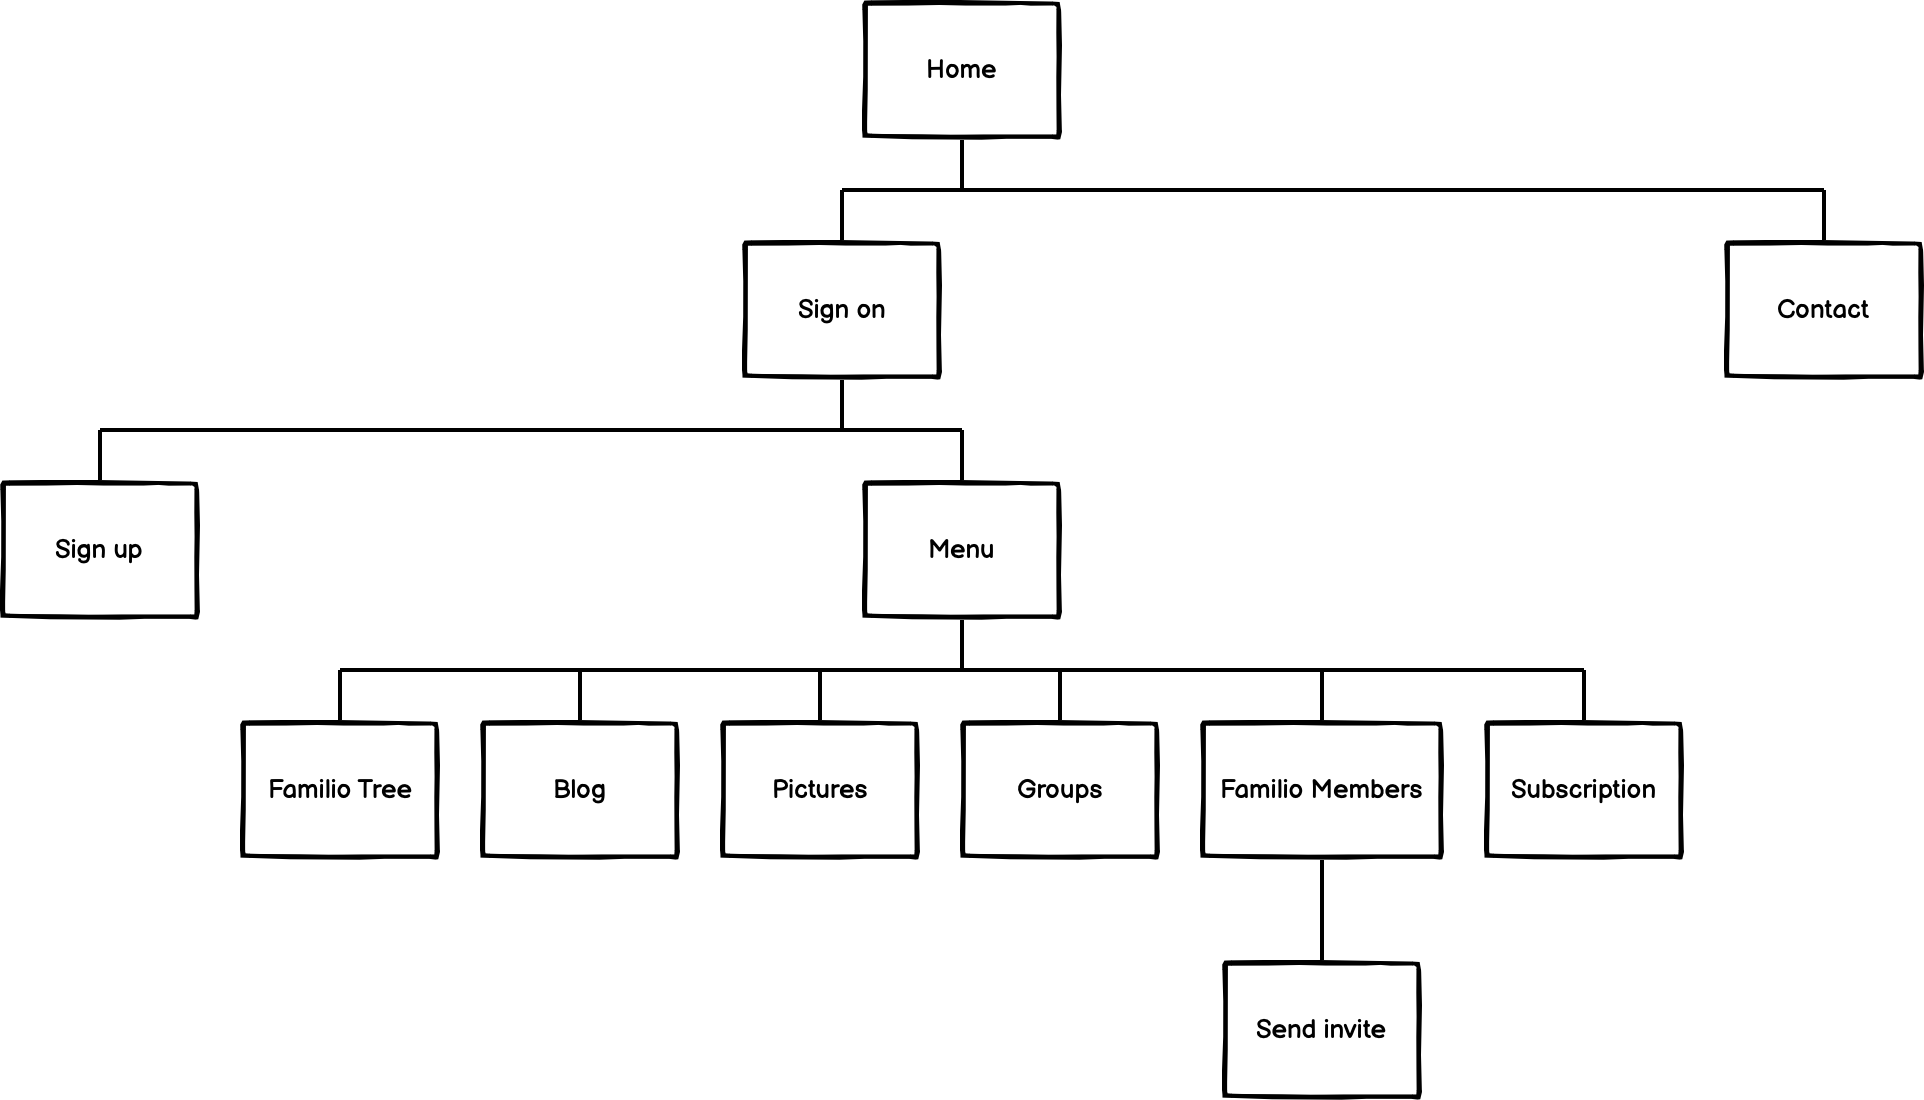 Home
Sign on
Contact
Sign up
Menu
Familio Tree
Blog
Pictures
Groups
Familio Members
Subscription
Send invite